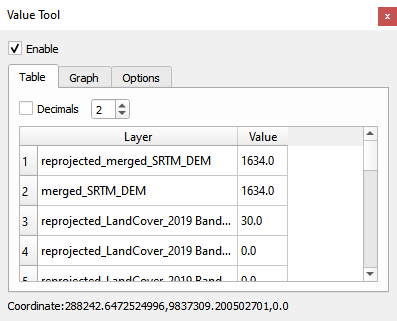 Value Tool
x
Enable
Table Graph Options
Decimals 2
Layer Value
1 reprojected_merged_SRTM_DEM 1634.0
2 merged_SRTM_DEM 1634.0
3 reprojected_LandCover_2019 Band... 30.0
4 reprojected_LandCover_2019 Band... 0.0
5 reprojected_LandCover_2019 Band... 0.0
Coordinate:288242.6472524996,9837309.200502701,0.0